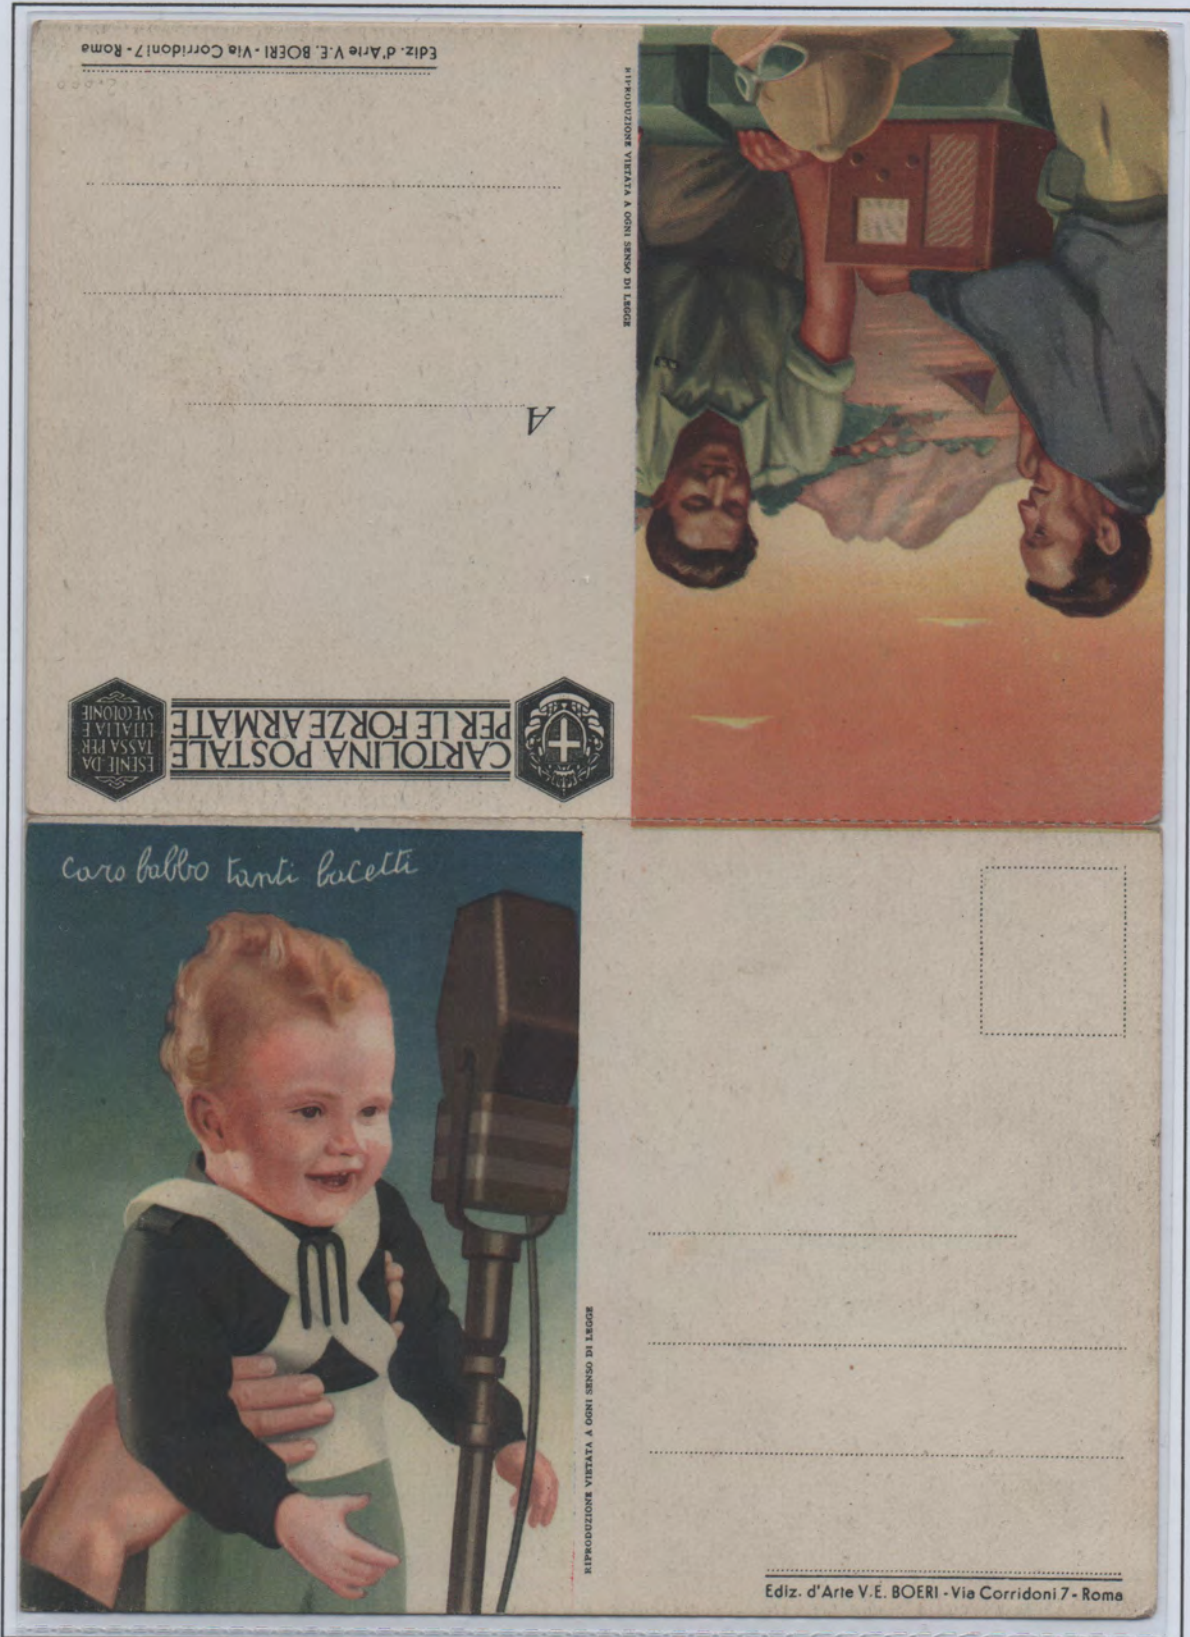 Ediz. d'Arte V.E. BOERI - Via Corridoni 7 - Roma
RIPRODUZIONE VIETATA A OGNI SENSO DI LEGGE
A
CARTOLINA POSTALE
PER LE FORZE ARMATE
ESENTE DA
TASSA PER
L'ITALIA E
SVE COLONIE
caro babbo tanti bacetti
RIPRODUZIONE VIETATA A OGNI SENSO DI LEGGE
Ediz. d'Arte V.E. BOERI - Via Corridoni 7 - Roma